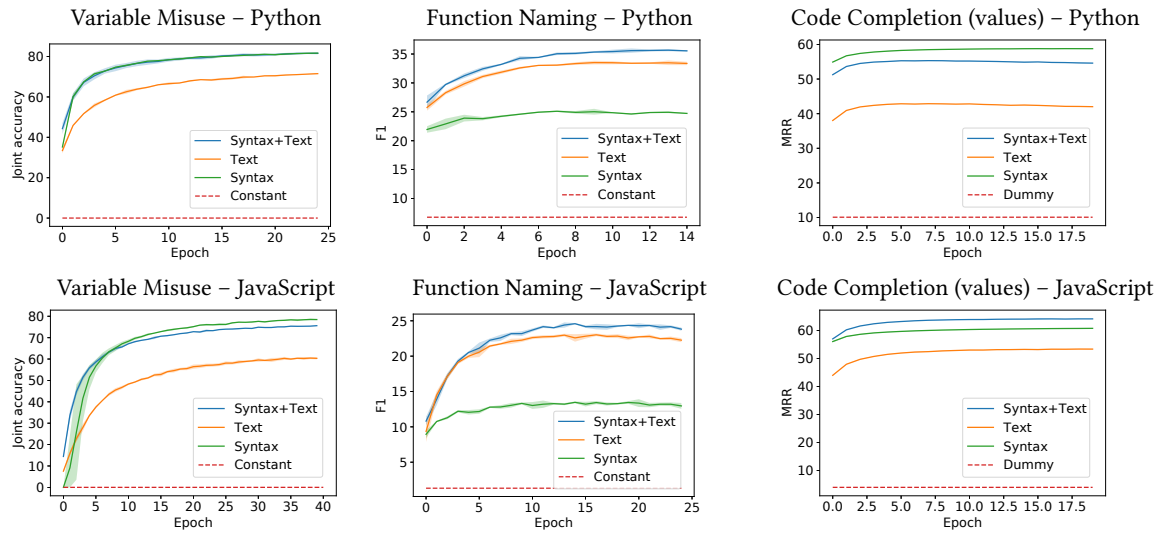 Variable Misuse – Python
Joint accuracy
80
60
40
20
0
Syntax+Text
Text
Syntax
Constant
0 5 10 15 20 25
Epoch
Function Naming – Python
F1
35
30
25
20
15
10
Syntax+Text
Text
Syntax
Constant
0 2 4 6 8 10 12 14
Epoch
Code Completion (values) – Python
MRR
60
50
40
30
20
10
Syntax+Text
Text
Syntax
Dummy
0.0 2.5 5.0 7.5 10.0 12.5 15.0 17.5
Epoch
Variable Misuse – JavaScript
Joint accuracy
80
70
60
50
40
30
20
10
0
Syntax+Text
Text
Syntax
Constant
0 5 10 15 20 25 30 35 40
Epoch
Function Naming – JavaScript
F1
25
20
15
10
5
Syntax+Text
Text
Syntax
Constant
0 5 10 15 20 25
Epoch
Code Completion (values) – JavaScript
MRR
60
50
40
30
20
10
Syntax+Text
Text
Syntax
Dummy
0.0 2.5 5.0 7.5 10.0 12.5 15.0 17.5
Epoch